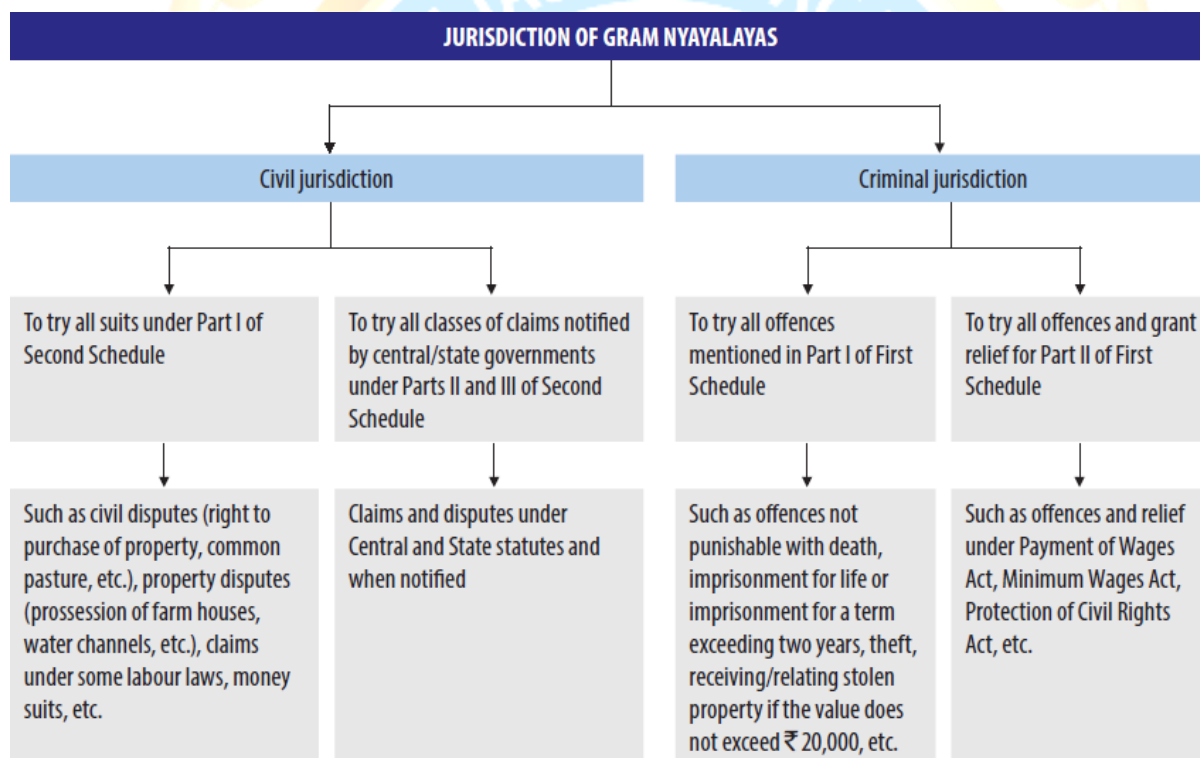 JURISDICTION OF GRAM NYAYALAYAS
Civil jurisdiction
Criminal jurisdiction
To try all suits under Part I of
Second Schedule
To try all classes of claims notified
by central/state governments
under Parts II and III of Second
Schedule
To try all offences
mentioned in Part I of First
Schedule
To try all offences and grant
relief for Part II of First
Schedule
Such as civil disputes (right to
purchase of property, common
pasture, etc.), property disputes
(prossession of farm houses,
water channels, etc.), claims
under some labour laws, money
suits, etc.
Claims and disputes under
Central and State statutes and
when notified
Such as offences not
punishable with death,
imprisonment for life or
imprisonment for a term
exceeding two years, theft,
receiving/relating stolen
property if the value does
not exceed ₹ 20,000, etc.
Such as offences and relief
under Payment of Wages
Act, Minimum Wages Act,
Protection of Civil Rights
Act, etc.